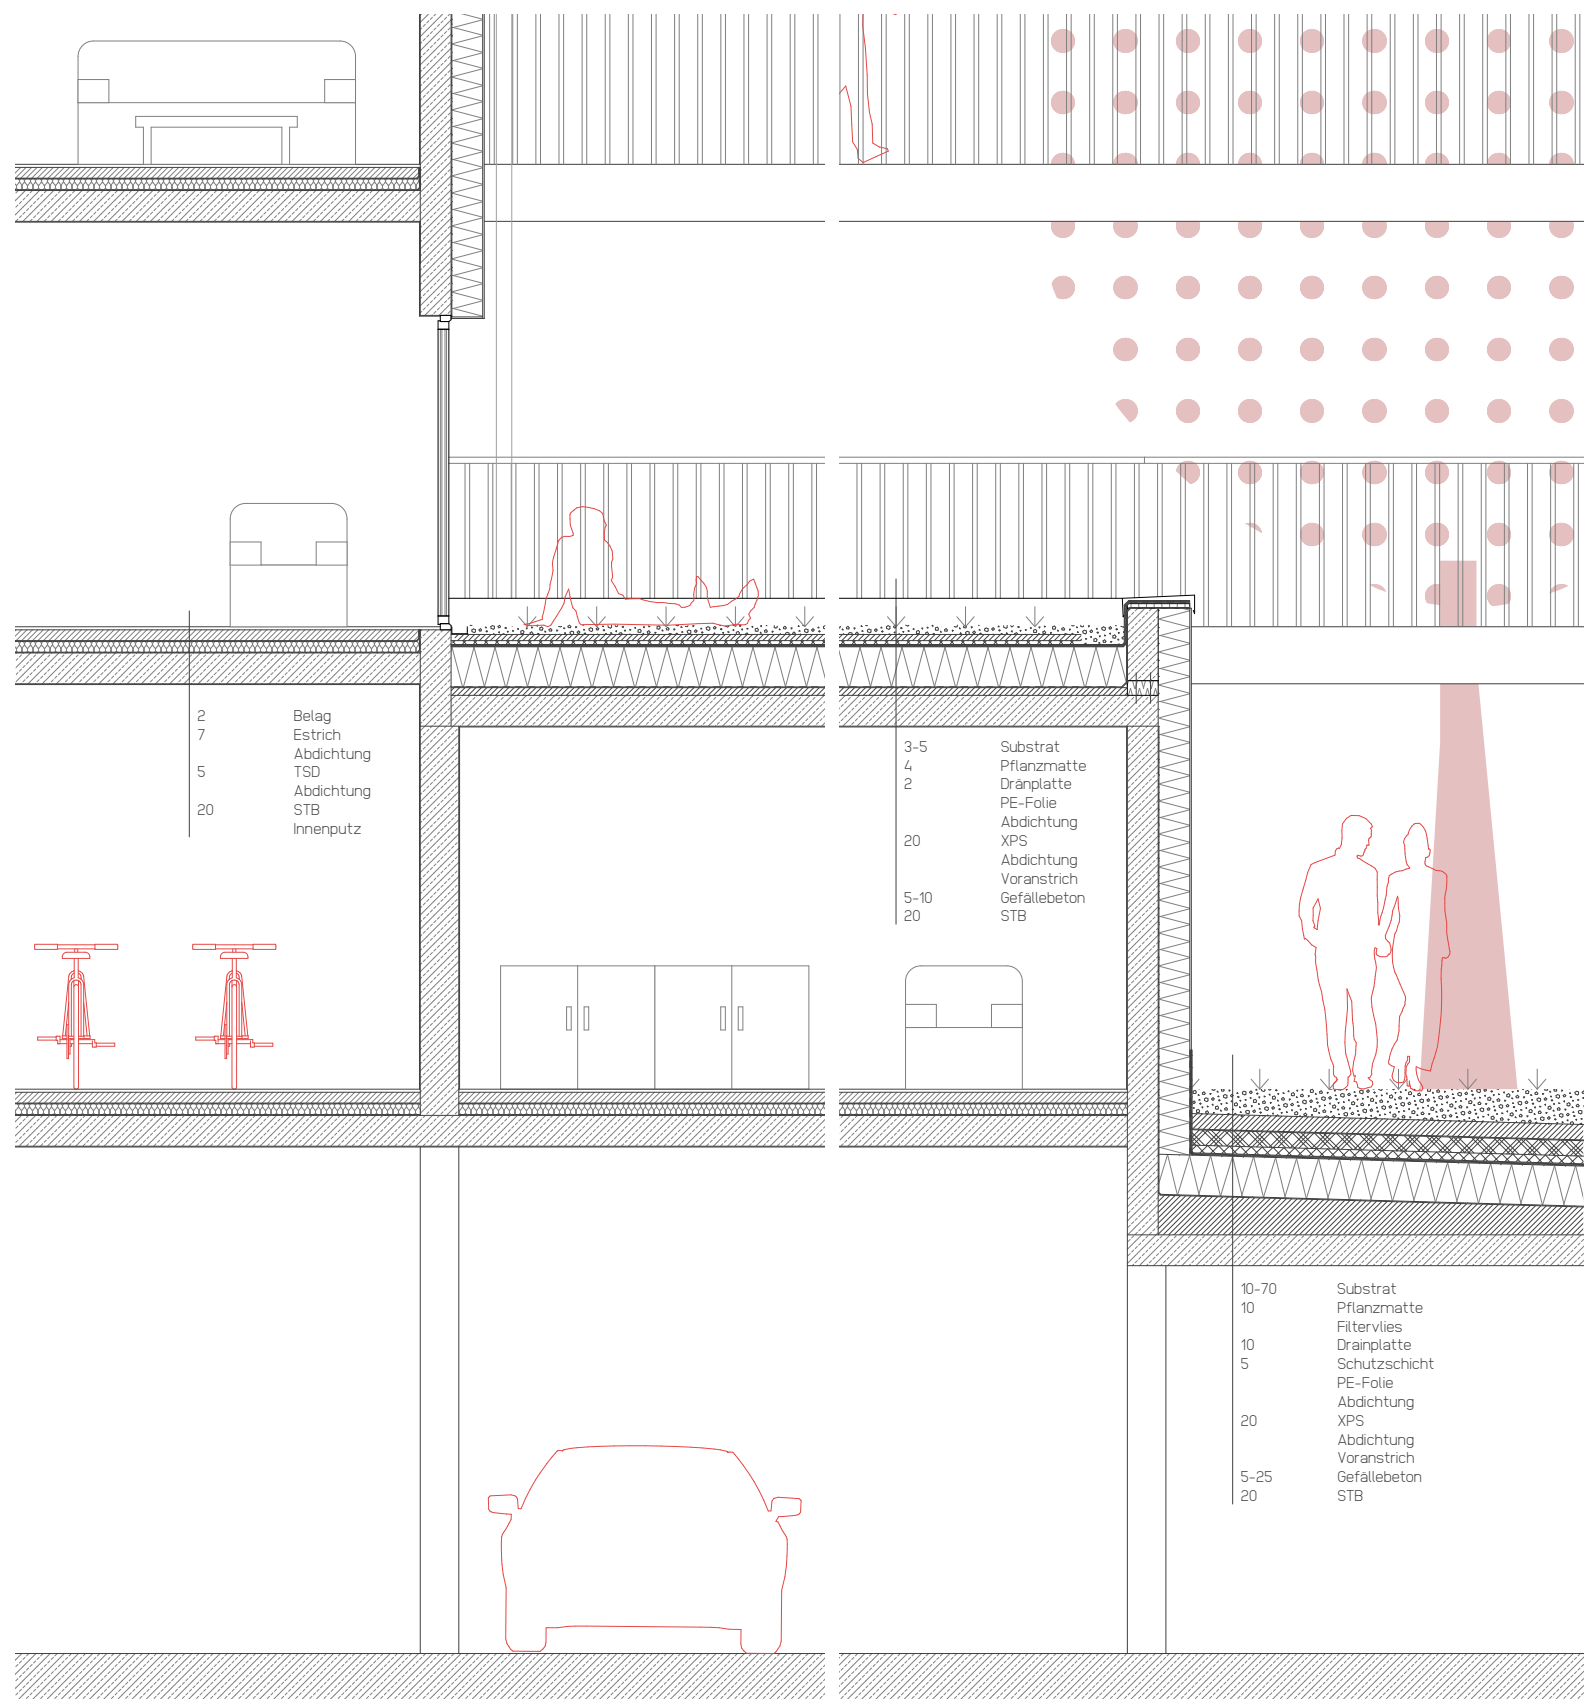 2 Belag
7 Estrich
Abdichtung
5 TSD
Abdichtung
20 STB
Innenputz
3-5 Substrat
4 Pflanzmatte
2 Dränplatte
PE-Folie
Abdichtung
20 XPS
Abdichtung
Voranstrich
5-10 Gefällebeton
20 STB
10-70 Substrat
10 Pflanzmatte
Filtervlies
10 Drainplatte
5 Schutzschicht
PE-Folie
Abdichtung
20 XPS
Abdichtung
Voranstrich
5-25 Gefällebeton
20 STB